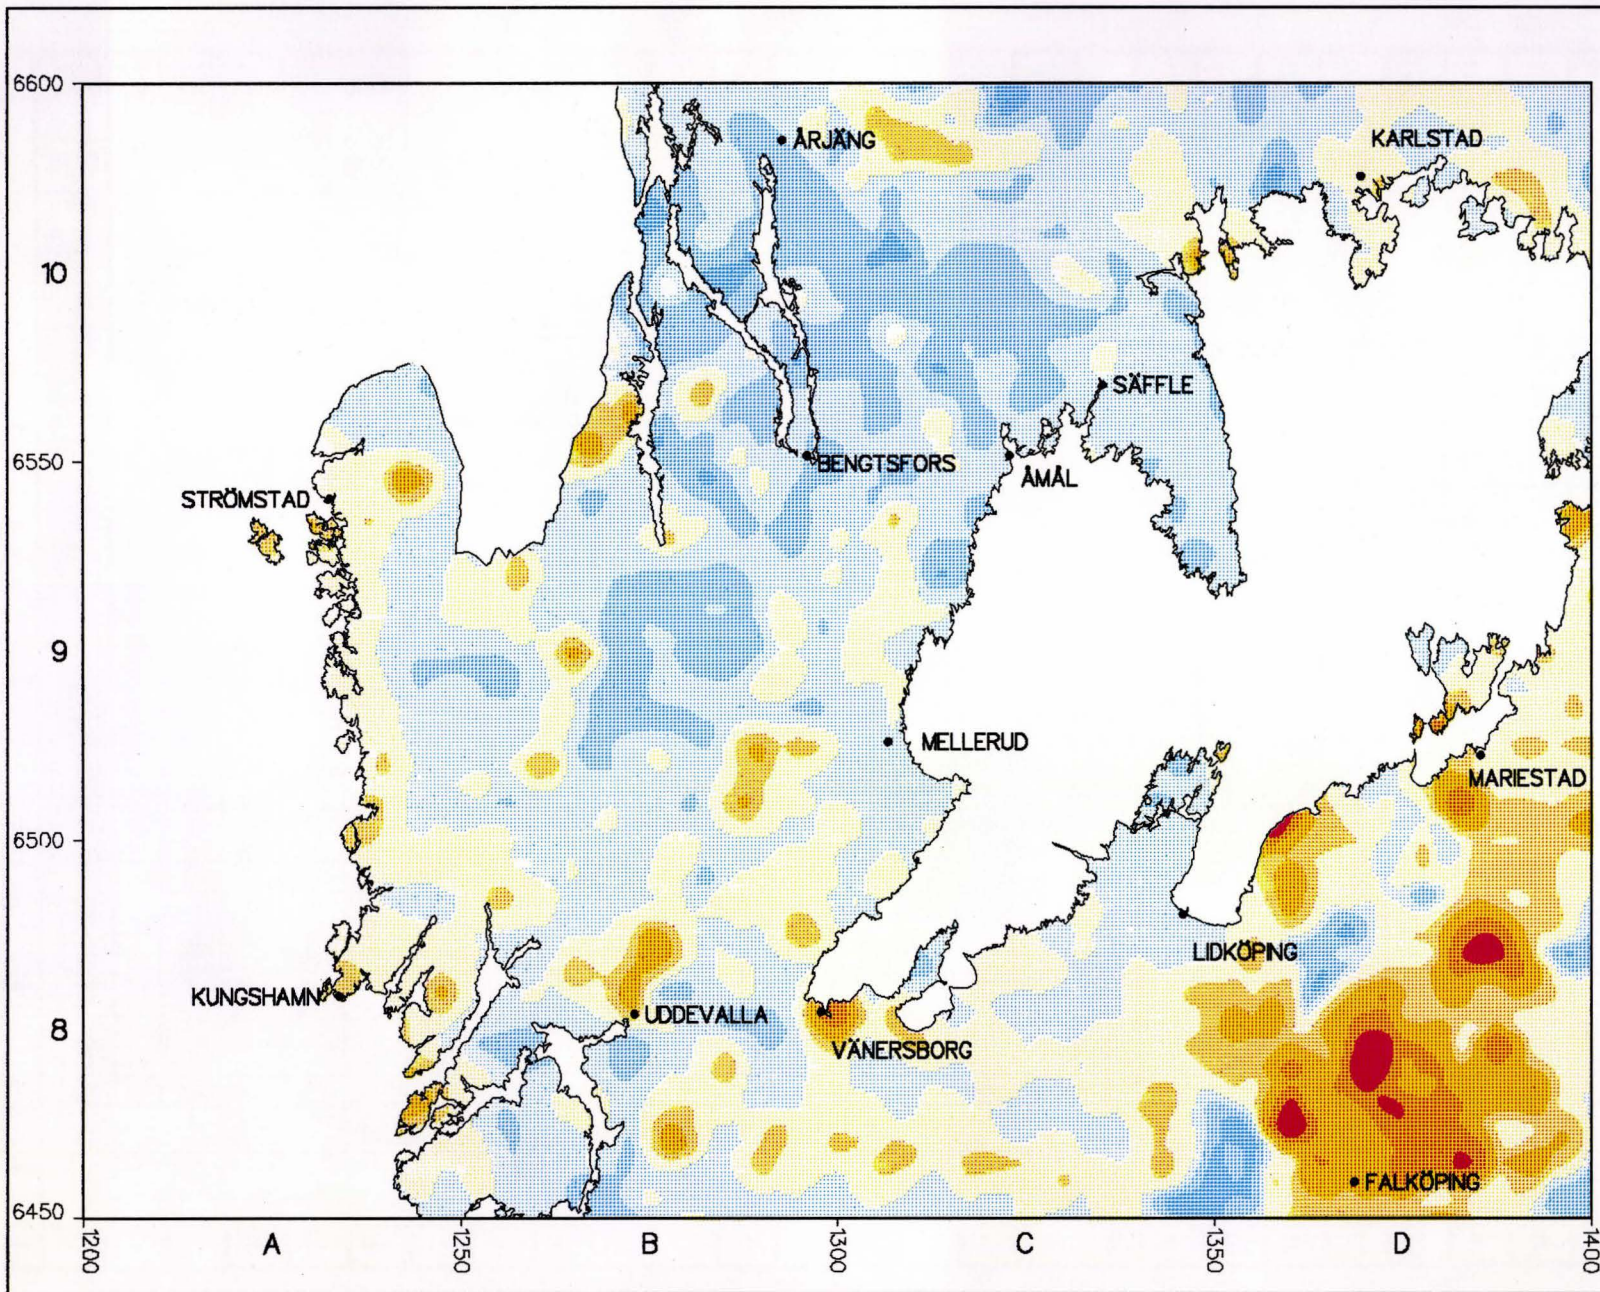 6600
ÅRJÄNG
KARLSTAD
10
SÄFFLE
6550
BENGTSFORS
ÅMÅL
STRÖMSTAD
9
MELLERUD
MARIESTAD
6500
LIDKÖPING
KUNGSHAMN
UDDEVALLA
8
VÄNERSBORG
FALKÖPING
6450
1200
A
1250
B
1300
C
1350
D
1400